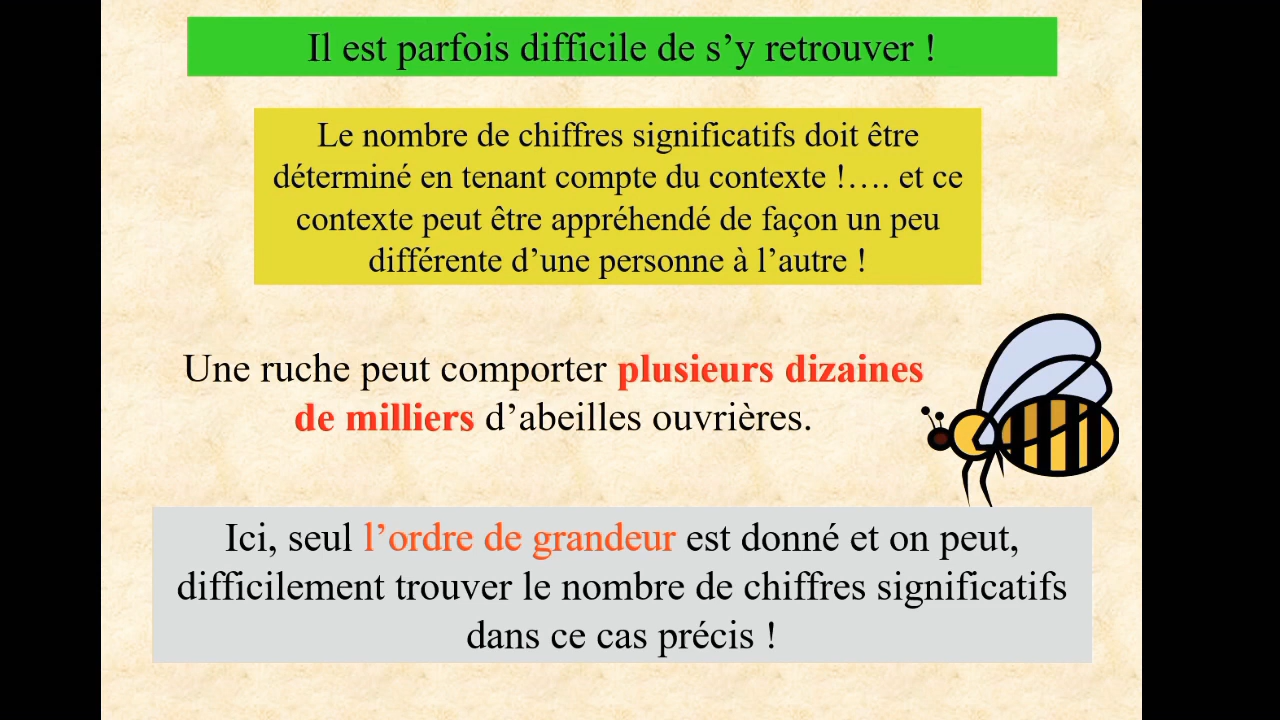 Il est parfois difficile de s’y retrouver !
Le nombre de chiffres significatifs doit être
déterminé en tenant compte du contexte !…. et ce
contexte peut être appréhendé de façon un peu
différente d’une personne à l’autre !
Une ruche peut comporter plusieurs dizaines
de milliers d’abeilles ouvrières.
Ici, seul l’ordre de grandeur est donné et on peut,
difficilement trouver le nombre de chiffres significatifs
dans ce cas précis !